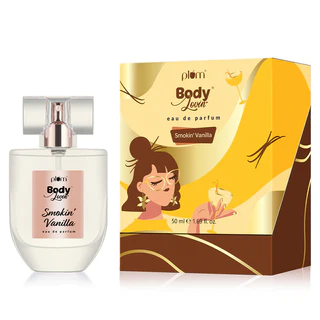 plum
Body
Lovin'
Smokin'
Vanilla
eau de parfum
plum
Body
Lovin'
eau de parfum
Smokin' Vanilla
50 ml ℮ 1.69 fl. oz.